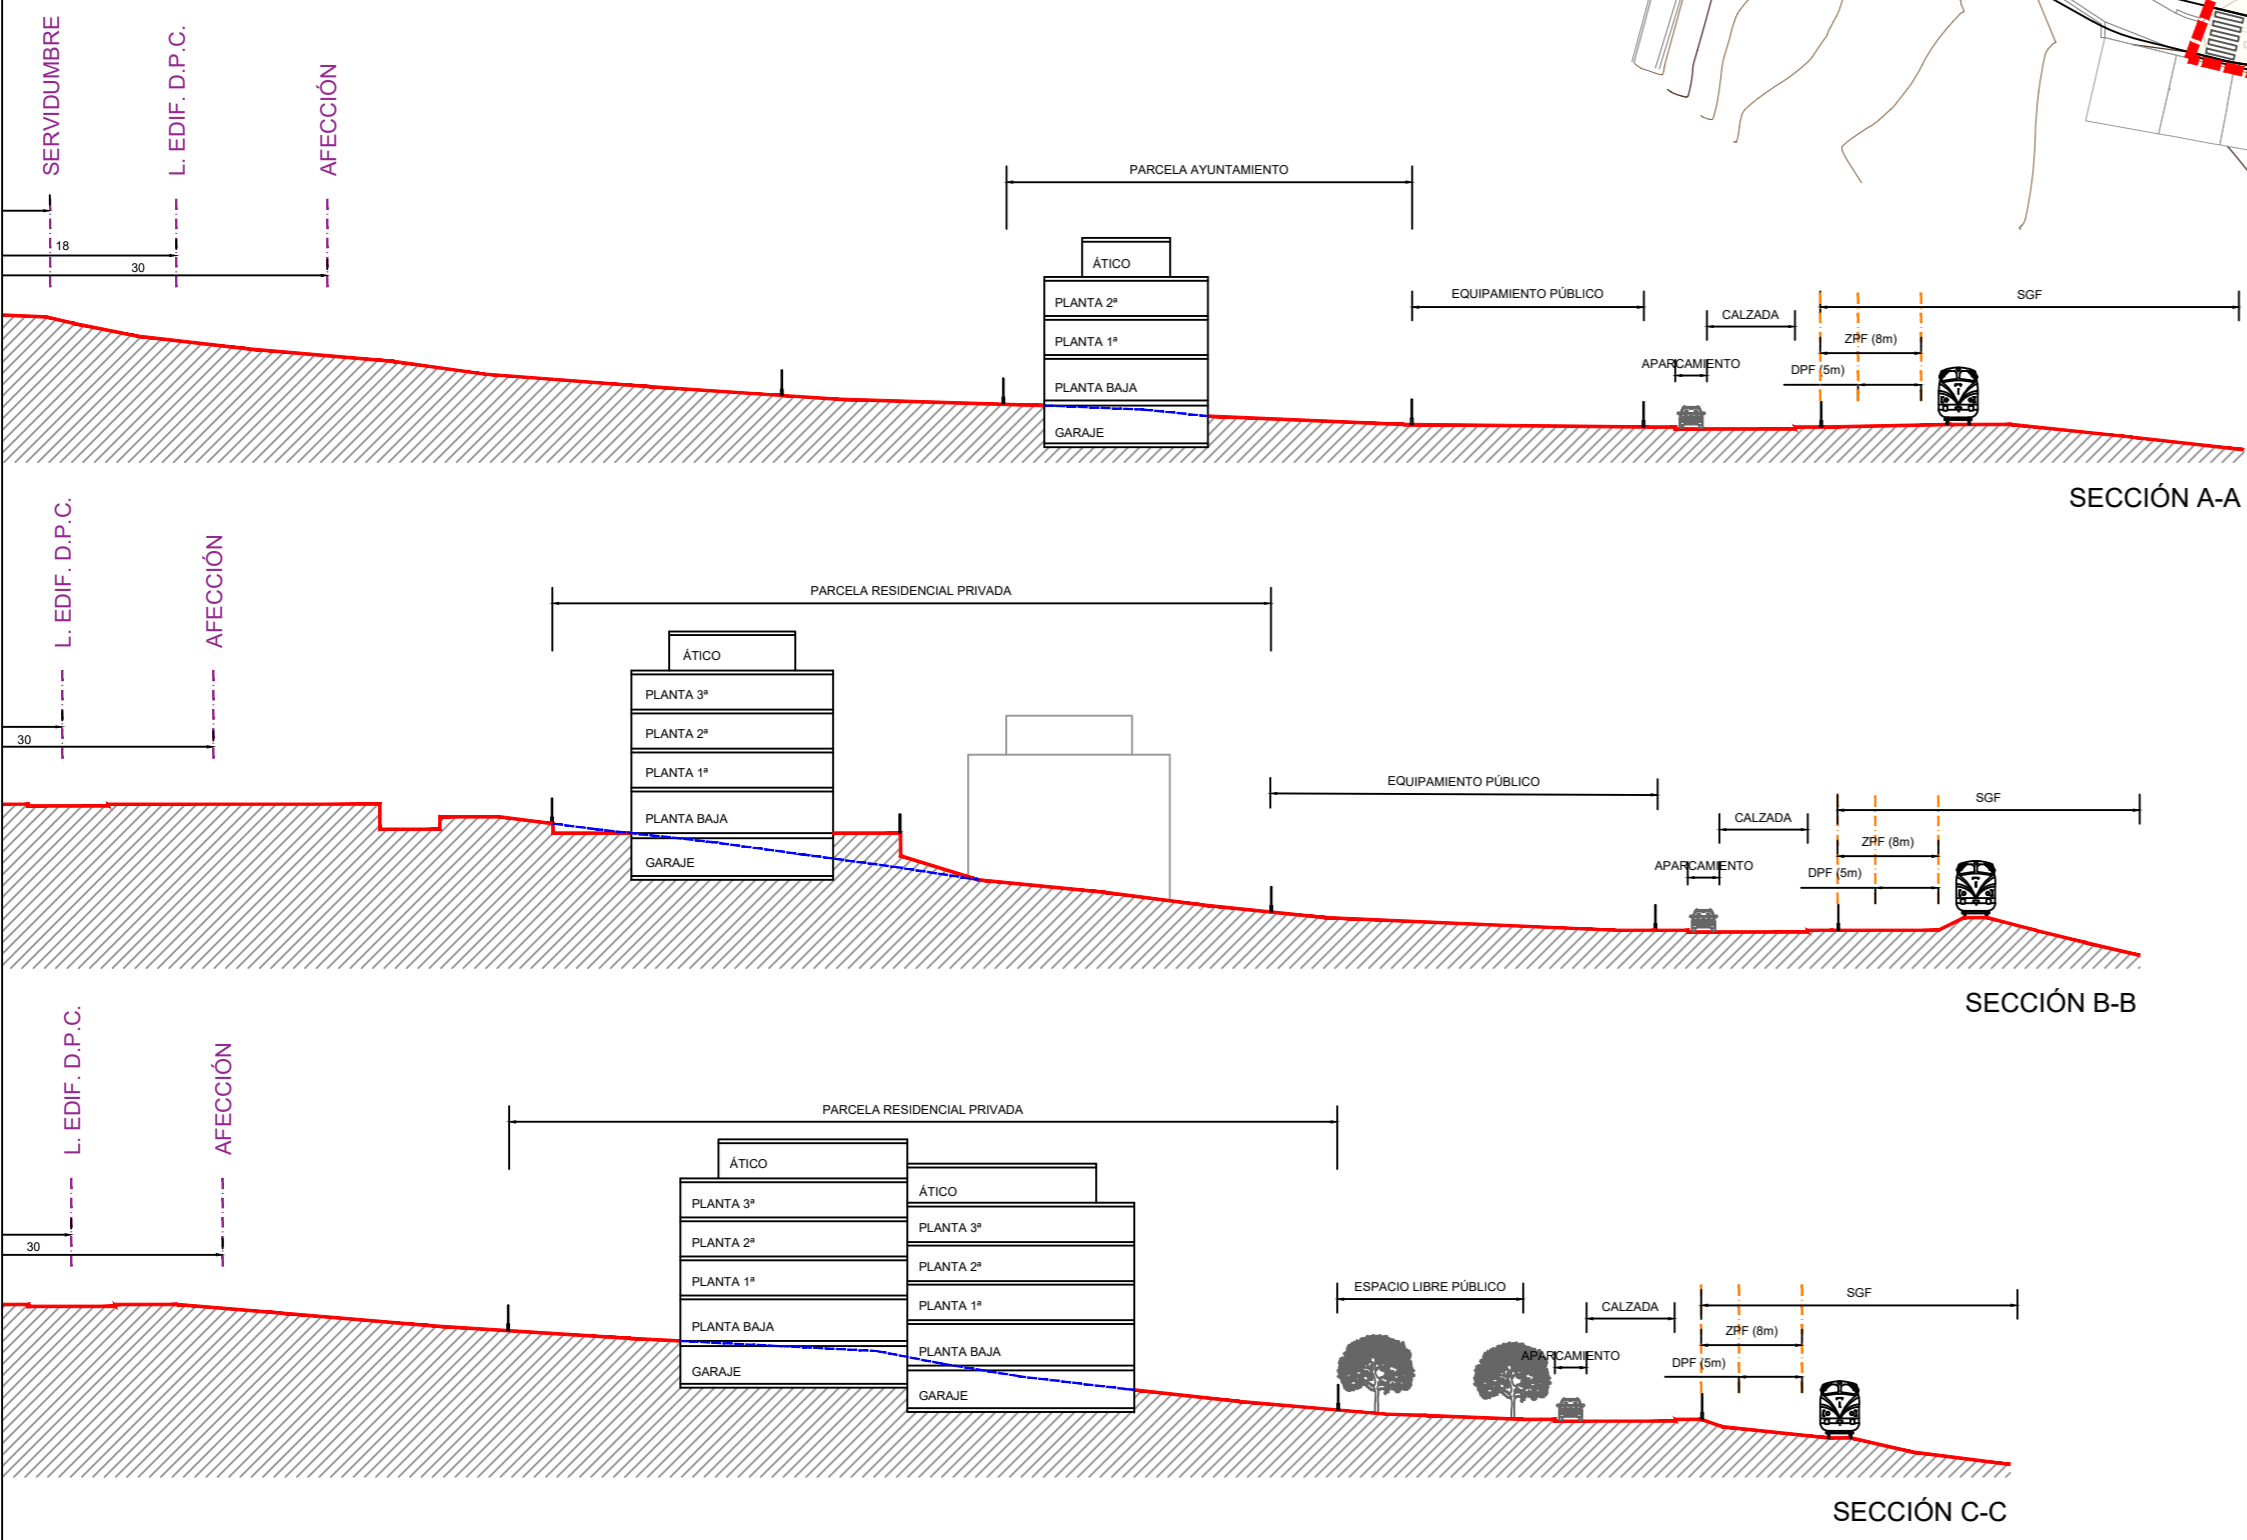 SERVIDUMBRE
L. EDIF. D.P.C.
AFECCIÓN
18
30
PARCELA AYUNTAMIENTO
ÁTICO
PLANTA 2ª
PLANTA 1ª
PLANTA BAJA
GARAJE
EQUIPAMIENTO PÚBLICO
APARCAMIENTO
CALZADA
SGF
ZPF (8m)
DPF (5m)
SECCIÓN A-A
L. EDIF. D.P.C.
AFECCIÓN
30
PARCELA RESIDENCIAL PRIVADA
ÁTICO
PLANTA 3ª
PLANTA 2ª
PLANTA 1ª
PLANTA BAJA
GARAJE
EQUIPAMIENTO PÚBLICO
APARCAMIENTO
CALZADA
SGF
ZPF (8m)
DPF (5m)
SECCIÓN B-B
L. EDIF. D.P.C.
AFECCIÓN
30
PARCELA RESIDENCIAL PRIVADA
ÁTICO
PLANTA 3ª
PLANTA 2ª
PLANTA 1ª
PLANTA BAJA
GARAJE
ÁTICO
PLANTA 3ª
PLANTA 2ª
PLANTA 1ª
PLANTA BAJA
GARAJE
ESPACIO LIBRE PÚBLICO
APARCAMIENTO
CALZADA
SGF
ZPF (8m)
DPF (5m)
SECCIÓN C-C